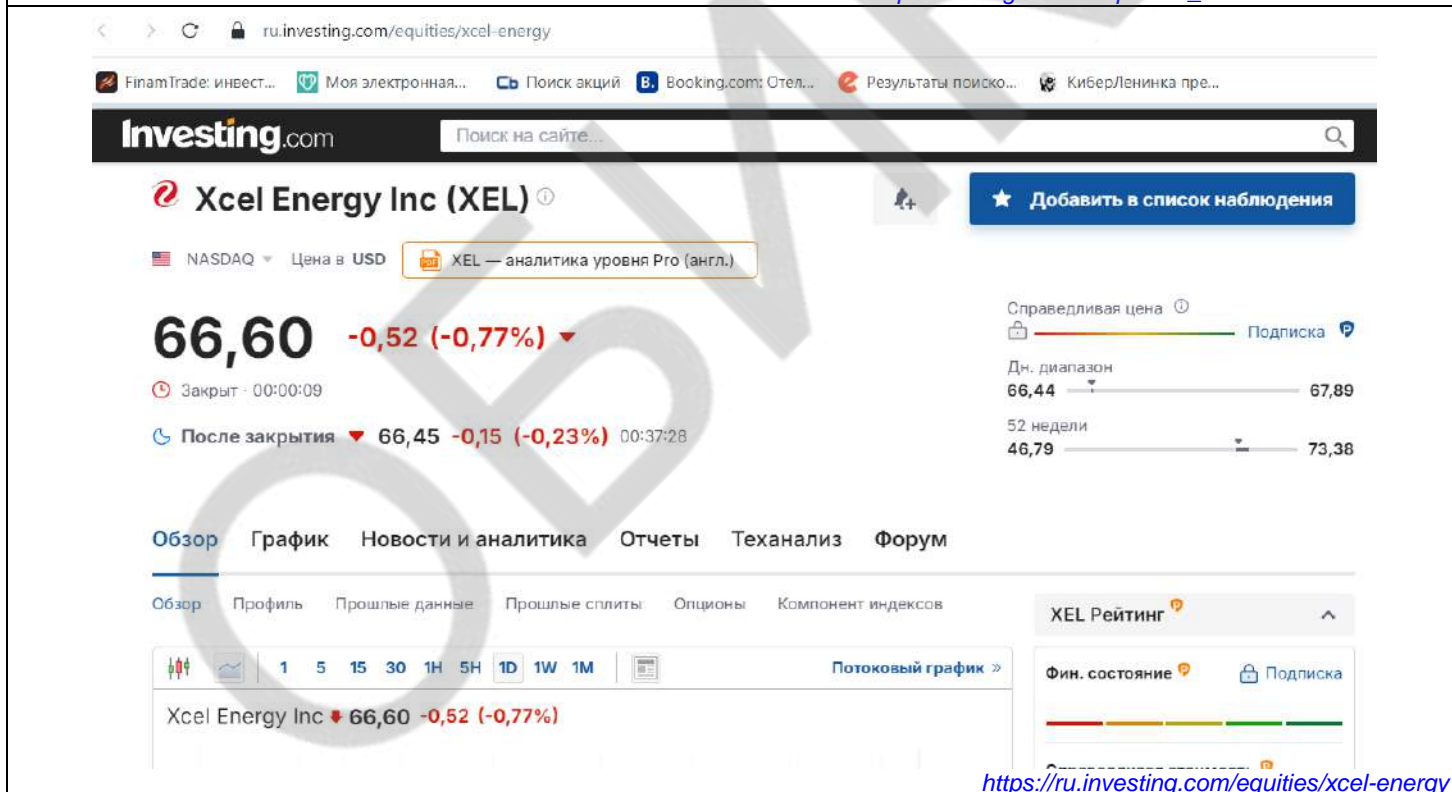 ru.investing.com/equities/xcel-energy
FinamTrade: инвест... Моя электронная... Сb Поиск акций B. Booking.com: Отел... Результаты поиско... КиберЛенинка пре...
Investing.com Поиск на сайте...
Xcel Energy Inc (XEL)
Добавить в список наблюдения
NASDAQ Цена в USD XEL — аналитика уровня Pro (англ.)
Справедливая цена
66,60 -0,52 (-0,77%)
Подписка
Дн. диапазон
66,44 67,89
Закрыт · 00:00:09
52 недели
После закрытия 66,45 -0,15 (-0,23%) 00:37:28
46,79 73,38
Обзор График Новости и аналитика Отчеты Теханализ Форум
Обзор Профиль Прошлые данные Прошлые сплиты Опционы Компонент индексов
XEL Рейтинг
1 5 15 30 1H 5H 1D 1W 1M Потоковый график »
Фин. состояние Подписка
Xcel Energy Inc 66,60 -0,52 (-0,77%)
https://ru.investing.com/equities/xcel-energy